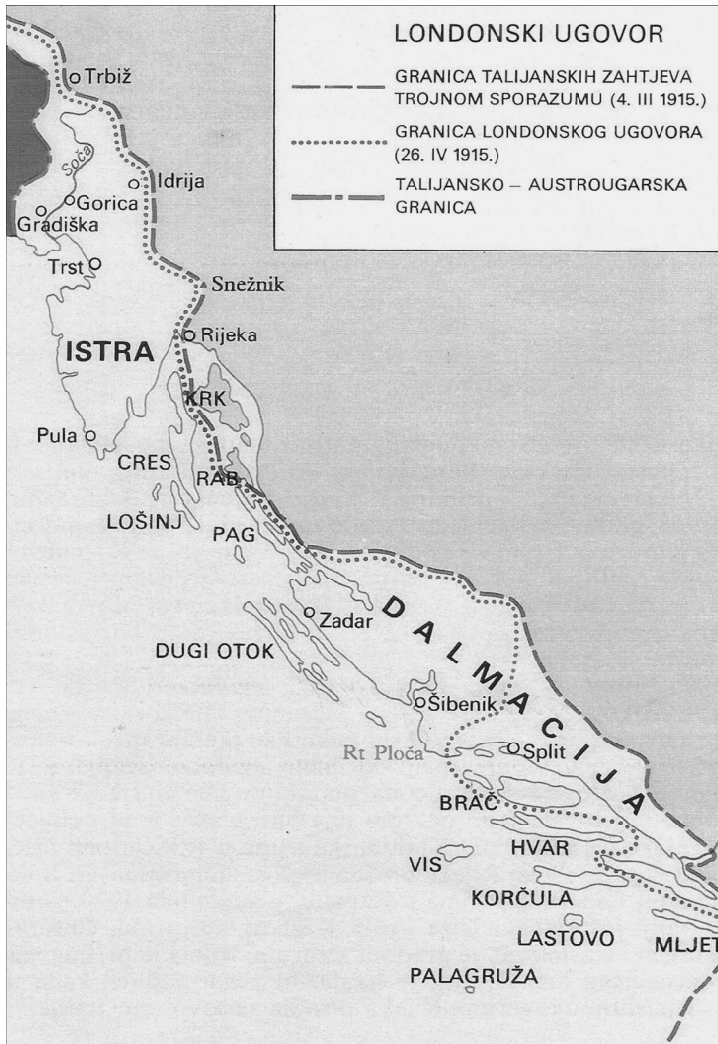 LONDONSKI UGOVOR
GRANICA TALIJANSKIH ZAHTJEVA
TROJNOM SPORAZUMU (4. III 1915.)
GRANICA LONDONSKOG UGOVORA
(26. IV 1915.)
TALIJANSKO – AUSTROUGARSKA
GRANICA
Trbiž
Soča
Idrija
Gorica
Gradiška
Trst
Snežnik
Rijeka
ISTRA
KRK
Pula
CRES
RAB
LOŠINJ
PAG
DALMACIJA
Zadar
DUGI OTOK
Šibenik
Rt Ploča
Split
BRAČ
HVAR
VIS
KORČULA
LASTOVO
MLJET
PALAGRUŽA